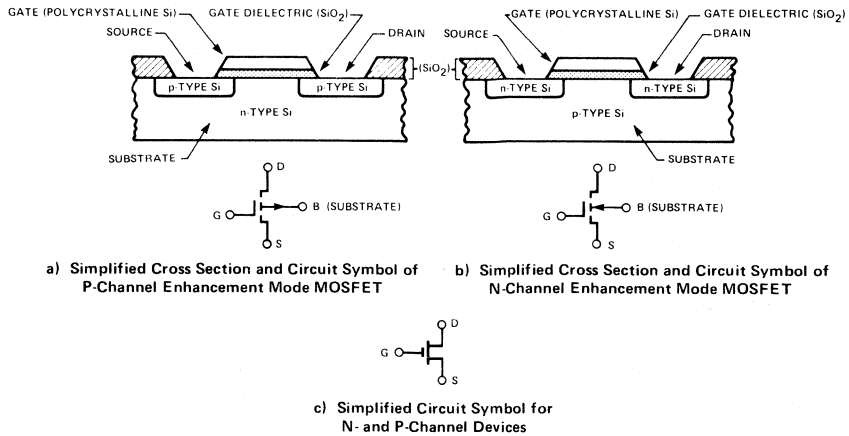 GATE (POLYCRYSTALLINE Si)
GATE DIELECTRIC (SiO₂)
SOURCE
DRAIN
(SiO₂)
p-TYPE Si
p-TYPE Si
n-TYPE Si
SUBSTRATE
D
G
B (SUBSTRATE)
S
a) Simplified Cross Section and Circuit Symbol of
P-Channel Enhancement Mode MOSFET
GATE (POLYCRYSTALLINE Si)
GATE DIELECTRIC (SiO₂)
SOURCE
DRAIN
n-TYPE Si
n-TYPE Si
p-TYPE Si
SUBSTRATE
D
G
B (SUBSTRATE)
S
b) Simplified Cross Section and Circuit Symbol of
N-Channel Enhancement Mode MOSFET
D
G
S
c) Simplified Circuit Symbol for
N- and P-Channel Devices